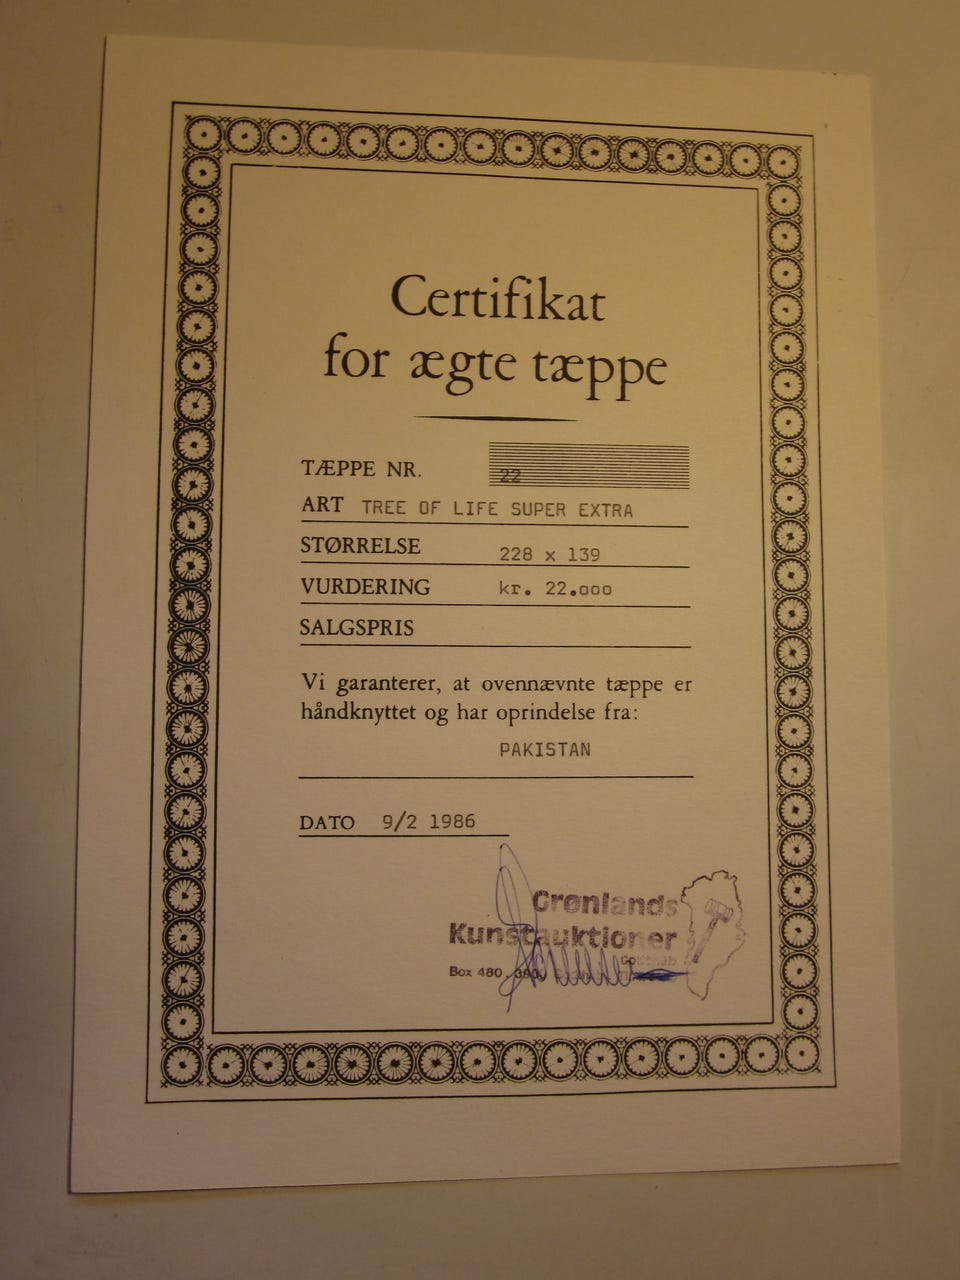 Certifikat
for ægte tæppe
TÆPPE NR. 22
ART TREE OF LIFE SUPER EXTRA
STØRRELSE 228 x 139
VURDERING kr. 22.000
SALGSPRIS
Vi garanterer, at ovennævnte tæppe er
håndknyttet og har oprindelse fra:
PAKISTAN
DATO 9/2 1986
Grønlands
Kunstauktioner
Box 480, 3900